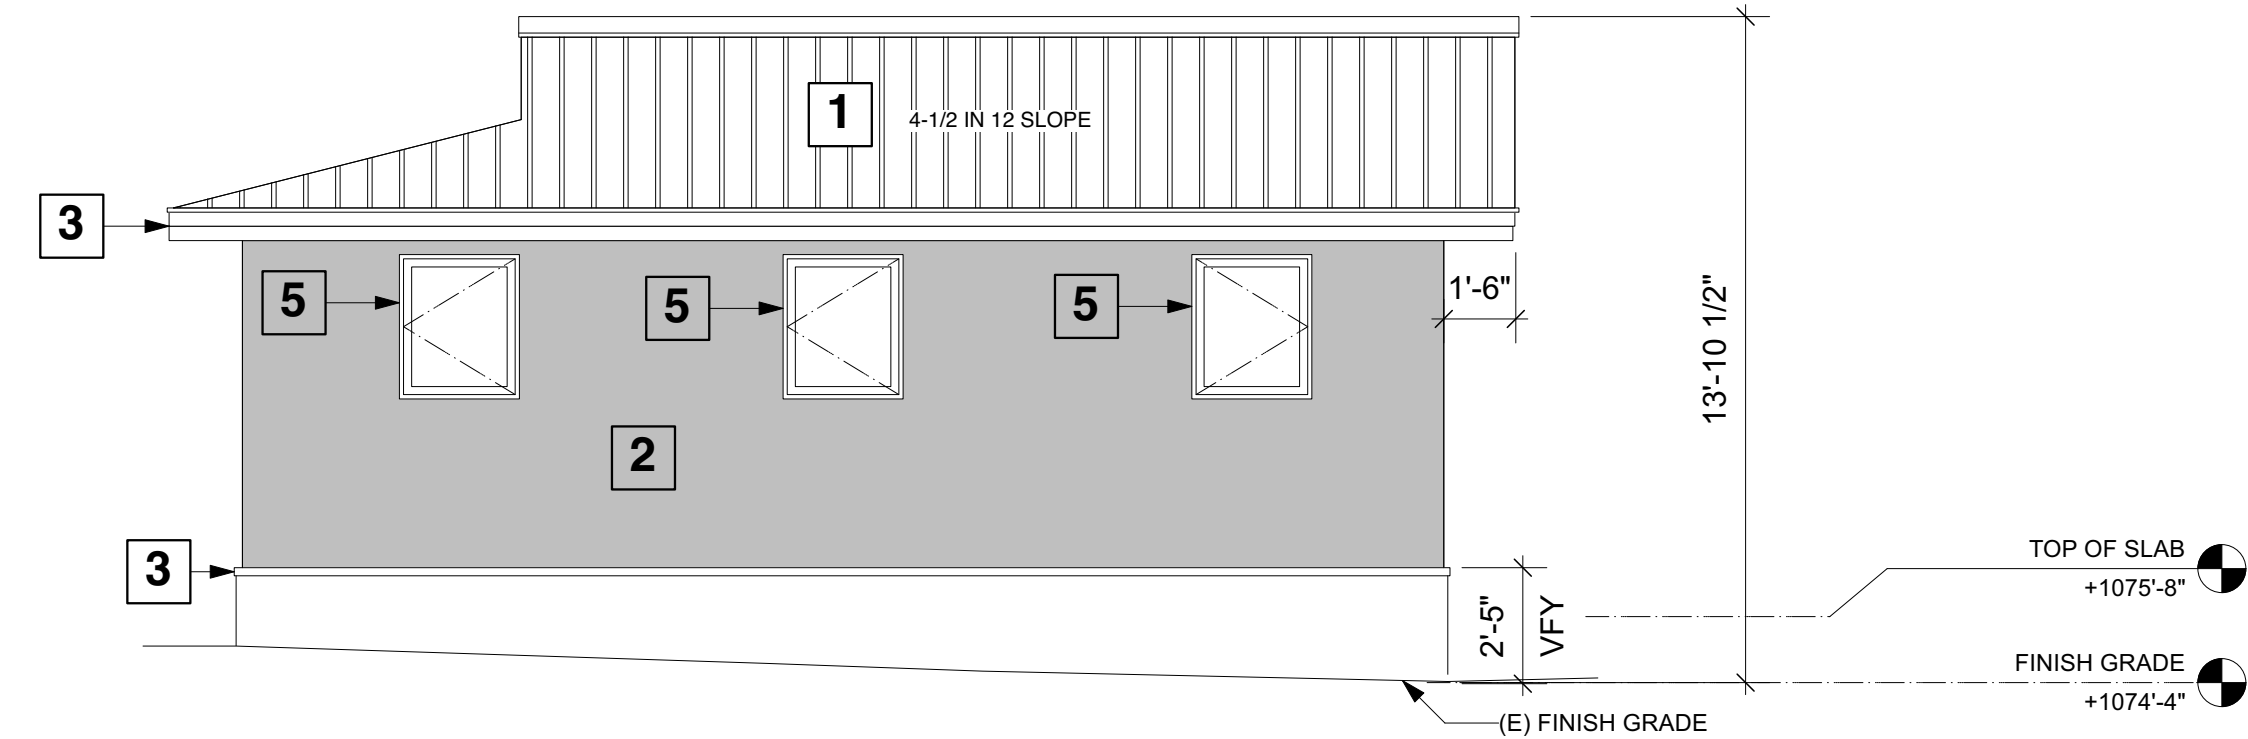 1
4-1/2 IN 12 SLOPE
3
5
5
5
1'-6"
13'-10 1/2"
2
3
2'-5"
VFY
TOP OF SLAB
+1075'-8"
FINISH GRADE
+1074'-4"
(E) FINISH GRADE